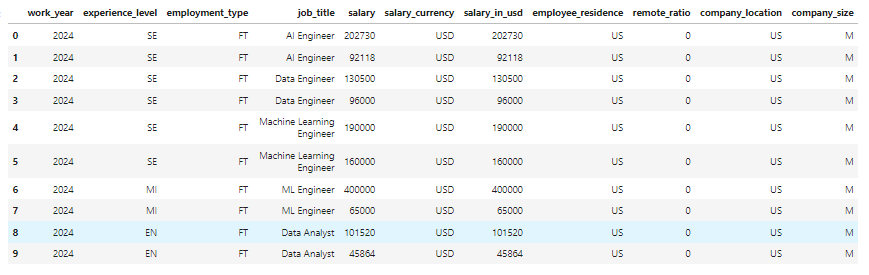 work_year experience_level employment_type job_title salary salary_currency salary_in_usd employee_residence remote_ratio company_location company_size
0 2024 SE FT AI Engineer 202730 USD 202730 US 0 US M
1 2024 SE FT AI Engineer 92118 USD 92118 US 0 US M
2 2024 SE FT Data Engineer 130500 USD 130500 US 0 US M
3 2024 SE FT Data Engineer 96000 USD 96000 US 0 US M
4 2024 SE FT Machine Learning Engineer 190000 USD 190000 US 0 US M
5 2024 SE FT Machine Learning Engineer 160000 USD 160000 US 0 US M
6 2024 MI FT ML Engineer 400000 USD 400000 US 0 US M
7 2024 MI FT ML Engineer 65000 USD 65000 US 0 US M
8 2024 EN FT Data Analyst 101520 USD 101520 US 0 US M
9 2024 EN FT Data Analyst 45864 USD 45864 US 0 US M